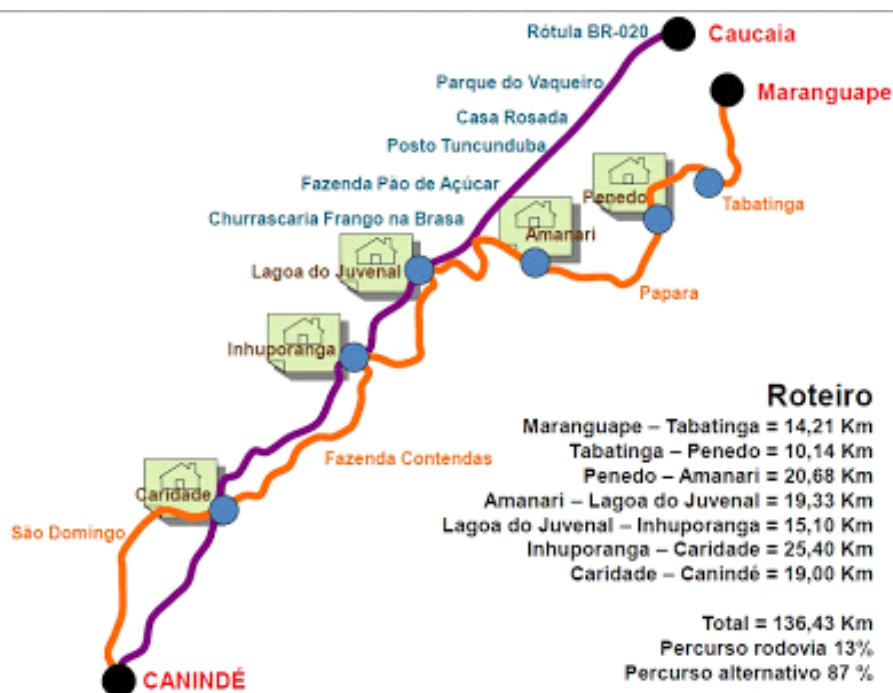 Rótula BR-020
Caucaia
Parque do Vaqueiro
Maranguape
Casa Rosada
Posto Tuncunduba
Fazenda Pão de Açúcar
Penedo
Tabatinga
Churrascaria Frango na Brasa
Amanari
Lagoa do Juvenal
Papara
Inhuporanga
Fazenda Contendas
Caridade
São Domingo
CANINDÉ
Roteiro
Maranguape – Tabatinga = 14,21 Km
Tabatinga – Penedo = 10,14 Km
Penedo – Amanari = 20,68 Km
Amanari – Lagoa do Juvenal = 19,33 Km
Lagoa do Juvenal – Inhuporanga = 15,10 Km
Inhuporanga – Caridade = 25,40 Km
Caridade – Canindé = 19,00 Km
Total = 136,43 Km
Percurso rodovia 13%
Percurso alternativo 87 %